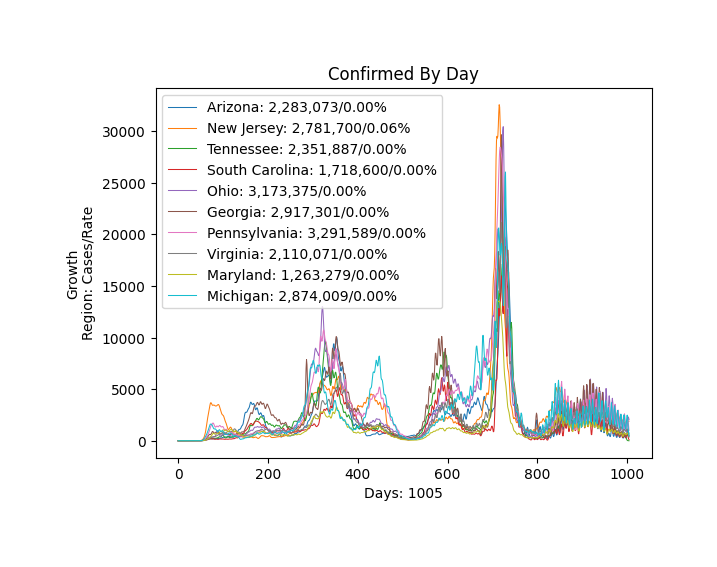 Confirmed By Day
Arizona: 2,283,073/0.00%
New Jersey: 2,781,700/0.06%
Tennessee: 2,351,887/0.00%
South Carolina: 1,718,600/0.00%
Ohio: 3,173,375/0.00%
Georgia: 2,917,301/0.00%
Pennsylvania: 3,291,589/0.00%
Virginia: 2,110,071/0.00%
Maryland: 1,263,279/0.00%
Michigan: 2,874,009/0.00%
Growth
Region: Cases/Rate
30000
25000
20000
15000
10000
5000
0
0 200 400 600 800 1000
Days: 1005